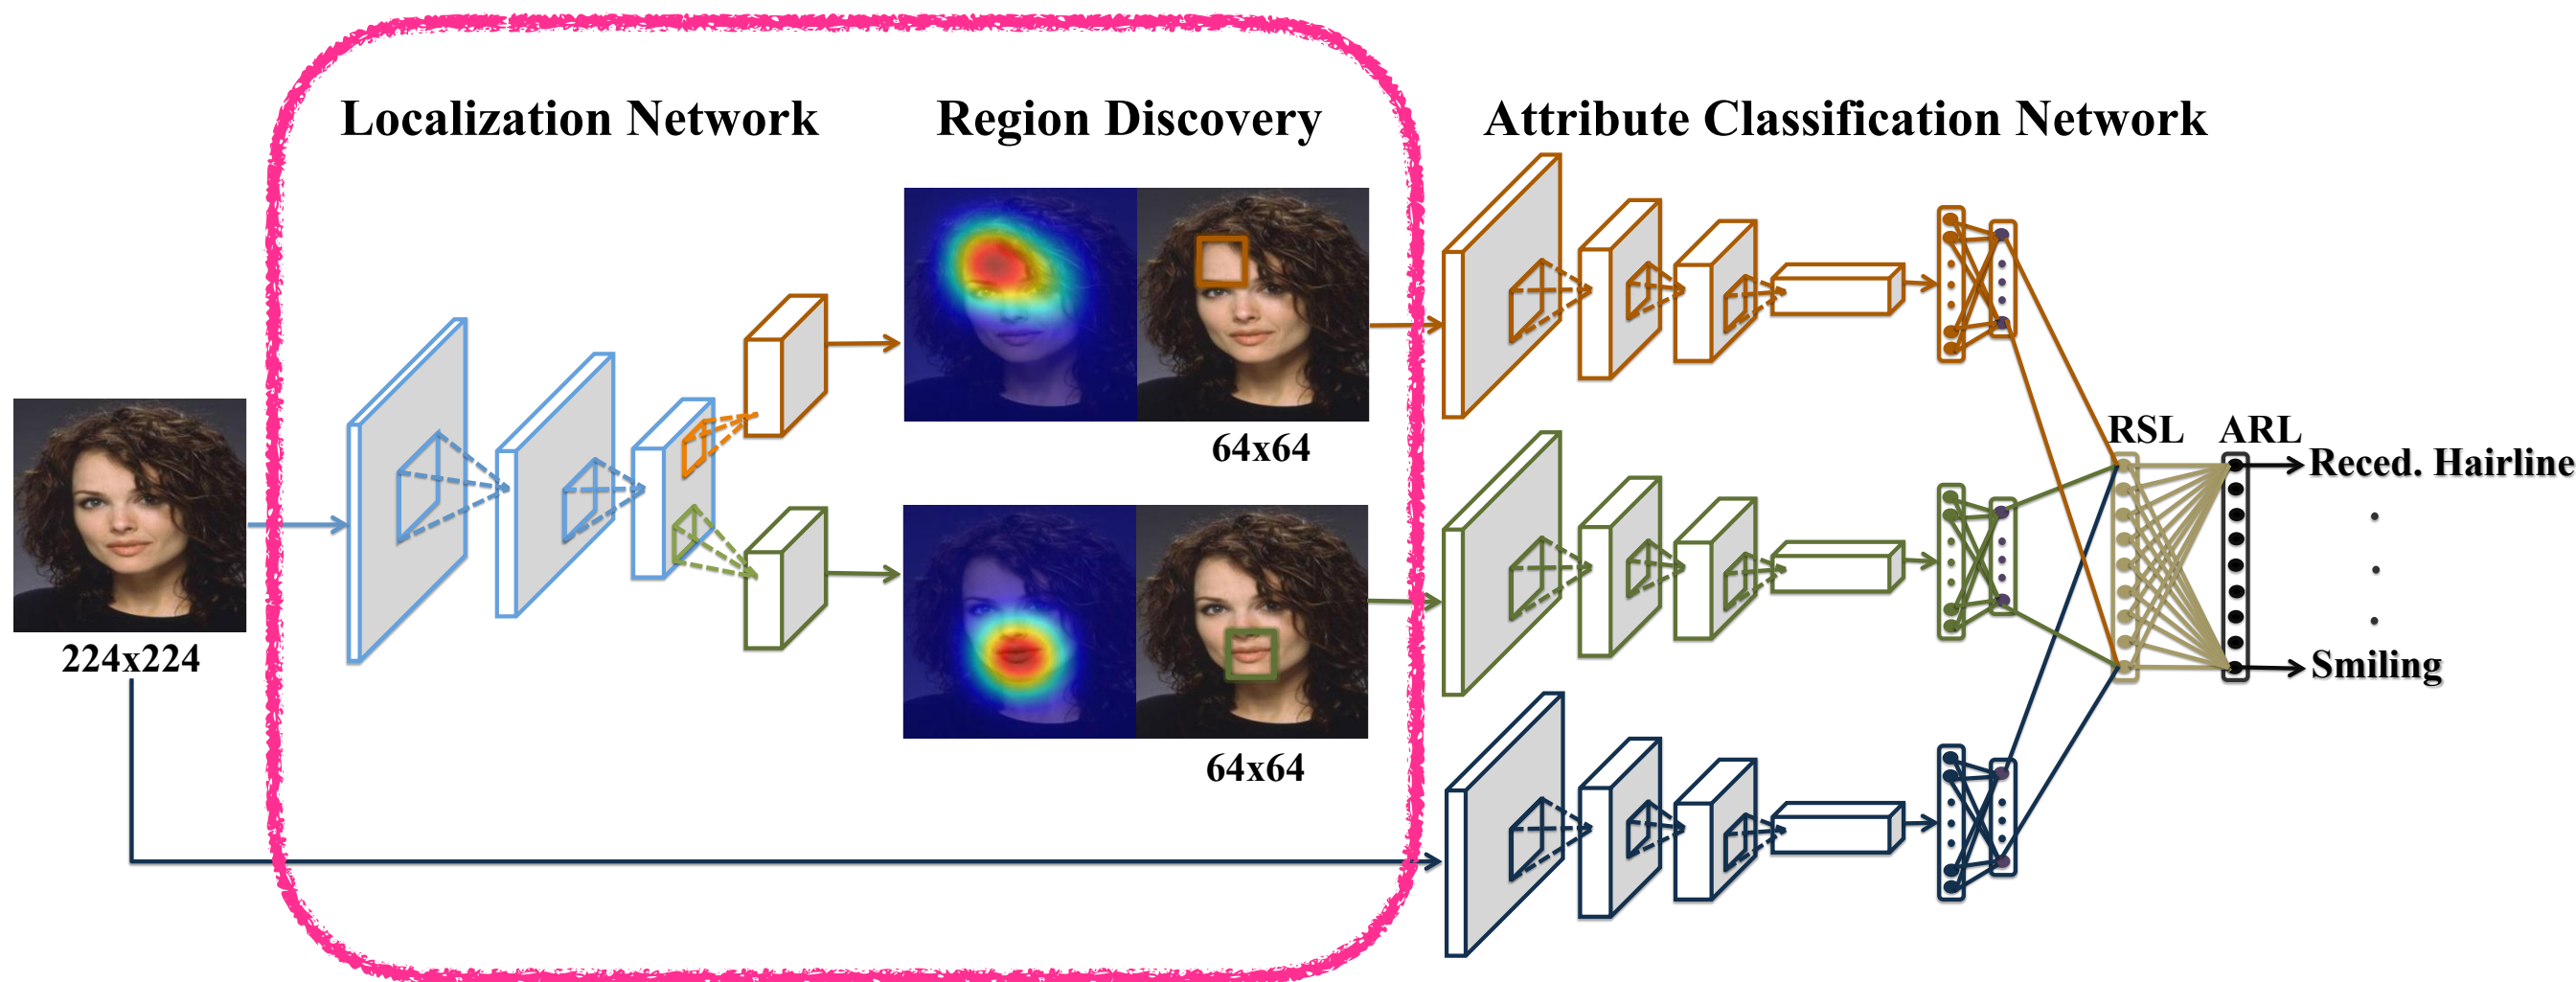 Localization Network
Region Discovery
Attribute Classification Network
224x224
64x64
64x64
RSL
ARL
Reced. Hairline
Smiling